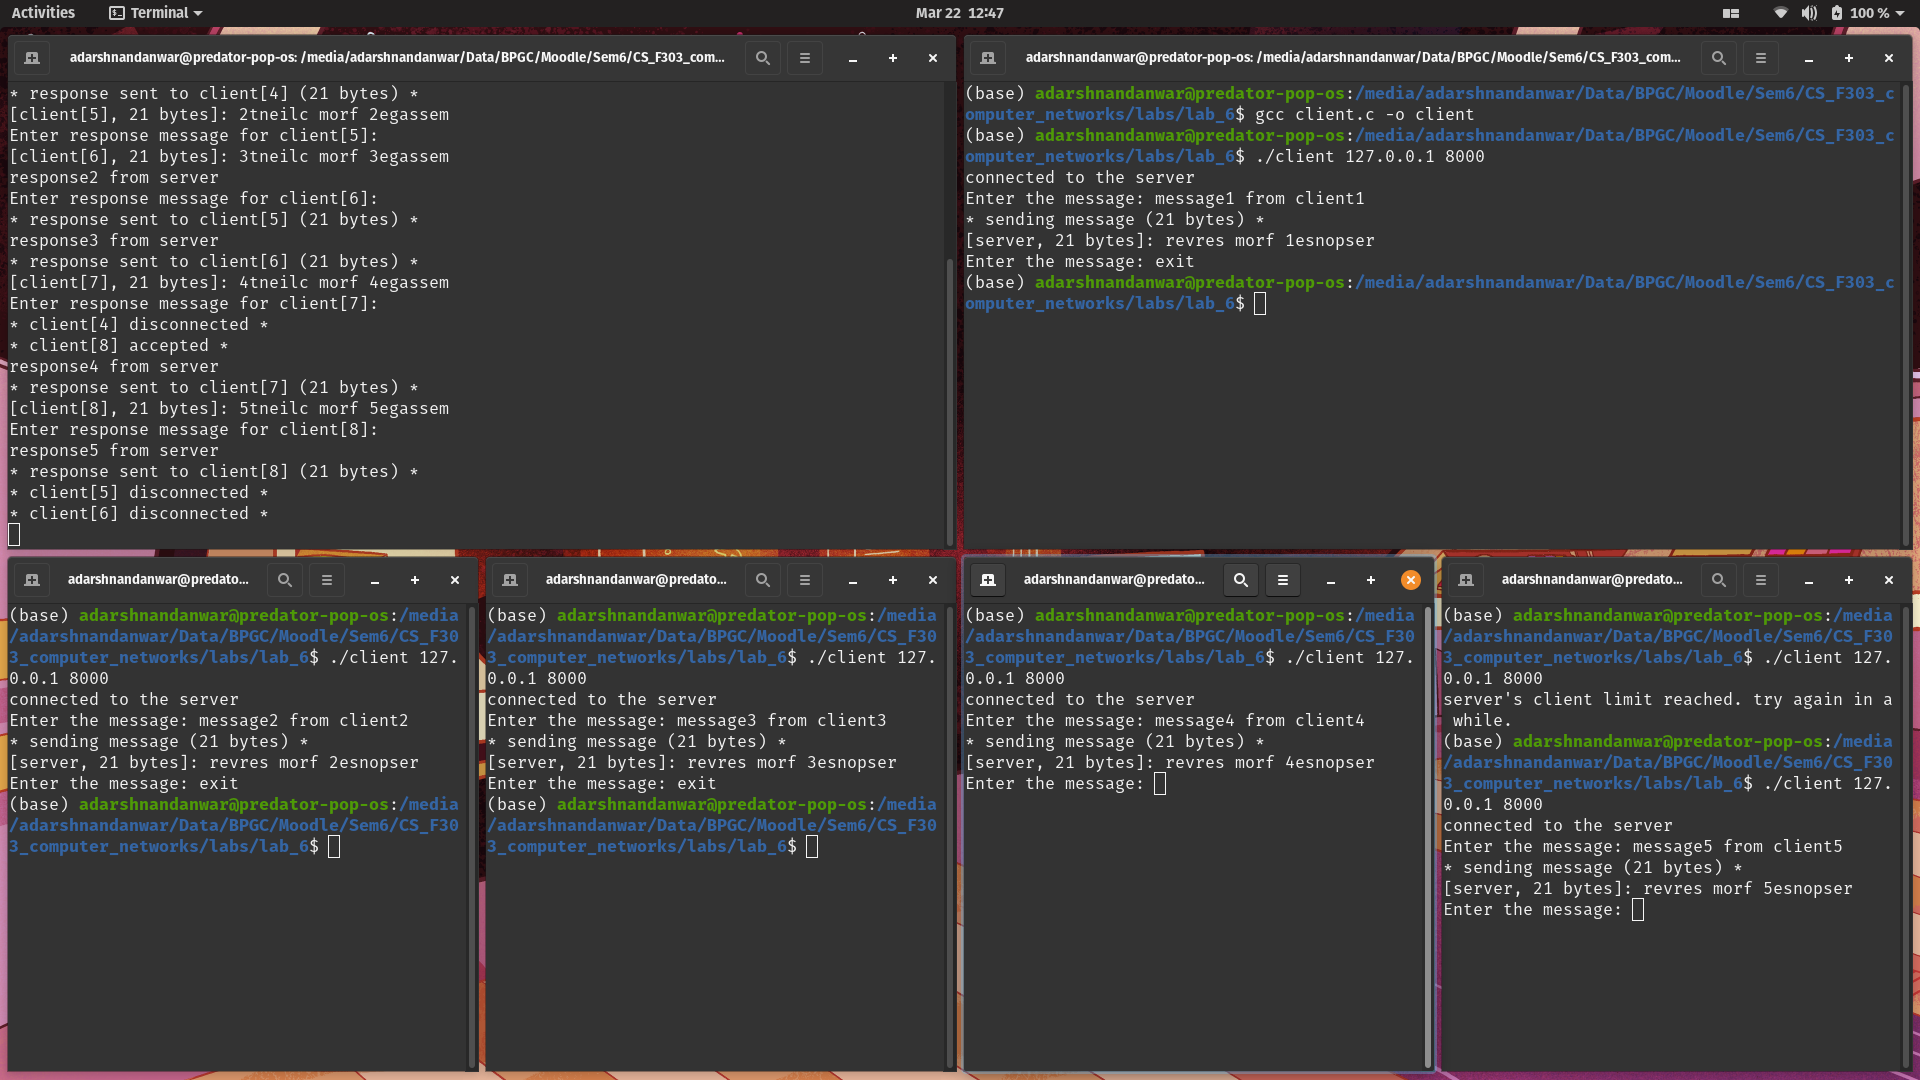 Activities
Terminal
Mar 22 12:47
100 %
adarshnandanwar@predator-pop-os: /media/adarshnandanwar/Data/BPGC/Moodle/Sem6/CS_F303_com...
* response sent to client[4] (21 bytes) *
[client[5], 21 bytes]: 2tneilc morf 2egassem
Enter response message for client[5]:
[client[6], 21 bytes]: 3tneilc morf 3egassem
response2 from server
Enter response message for client[6]:
* response sent to client[5] (21 bytes) *
response3 from server
* response sent to client[6] (21 bytes) *
[client[7], 21 bytes]: 4tneilc morf 4egassem
Enter response message for client[7]:
* client[4] disconnected *
* client[8] accepted *
response4 from server
* response sent to client[7] (21 bytes) *
[client[8], 21 bytes]: 5tneilc morf 5egassem
Enter response message for client[8]:
response5 from server
* response sent to client[8] (21 bytes) *
* client[5] disconnected *
* client[6] disconnected *
adarshnandanwar@predator-pop-os: /media/adarshnandanwar/Data/BPGC/Moodle/Sem6/CS_F303_com...
(base) adarshnandanwar@predator-pop-os:/media/adarshnandanwar/Data/BPGC/Moodle/Sem6/CS_F303_c
omputer_networks/labs/lab_6$ gcc client.c -o client
(base) adarshnandanwar@predator-pop-os:/media/adarshnandanwar/Data/BPGC/Moodle/Sem6/CS_F303_c
omputer_networks/labs/lab_6$ ./client 127.0.0.1 8000
connected to the server
Enter the message: message1 from client1
* sending message (21 bytes) *
[server, 21 bytes]: revres morf 1esnopser
Enter the message: exit
(base) adarshnandanwar@predator-pop-os:/media/adarshnandanwar/Data/BPGC/Moodle/Sem6/CS_F303_c
omputer_networks/labs/lab_6$
adarshnandanwar@predato...
(base) adarshnandanwar@predator-pop-os:/media
/adarshnandanwar/Data/BPGC/Moodle/Sem6/CS_F30
3_computer_networks/labs/lab_6$ ./client 127.
0.0.1 8000
connected to the server
Enter the message: message2 from client2
* sending message (21 bytes) *
[server, 21 bytes]: revres morf 2esnopser
Enter the message: exit
(base) adarshnandanwar@predator-pop-os:/media
/adarshnandanwar/Data/BPGC/Moodle/Sem6/CS_F30
3_computer_networks/labs/lab_6$
adarshnandanwar@predato...
(base) adarshnandanwar@predator-pop-os:/media
/adarshnandanwar/Data/BPGC/Moodle/Sem6/CS_F30
3_computer_networks/labs/lab_6$ ./client 127.
0.0.1 8000
connected to the server
Enter the message: message3 from client3
* sending message (21 bytes) *
[server, 21 bytes]: revres morf 3esnopser
Enter the message: exit
(base) adarshnandanwar@predator-pop-os:/media
/adarshnandanwar/Data/BPGC/Moodle/Sem6/CS_F30
3_computer_networks/labs/lab_6$
adarshnandanwar@predato...
(base) adarshnandanwar@predator-pop-os:/media
/adarshnandanwar/Data/BPGC/Moodle/Sem6/CS_F30
3_computer_networks/labs/lab_6$ ./client 127.
0.0.1 8000
connected to the server
Enter the message: message4 from client4
* sending message (21 bytes) *
[server, 21 bytes]: revres morf 4esnopser
Enter the message:
adarshnandanwar@predato...
(base) adarshnandanwar@predator-pop-os:/media
/adarshnandanwar/Data/BPGC/Moodle/Sem6/CS_F30
3_computer_networks/labs/lab_6$ ./client 127.
0.0.1 8000
server's client limit reached. try again in a
while.
(base) adarshnandanwar@predator-pop-os:/media
/adarshnandanwar/Data/BPGC/Moodle/Sem6/CS_F30
3_computer_networks/labs/lab_6$ ./client 127.
0.0.1 8000
connected to the server
Enter the message: message5 from client5
* sending message (21 bytes) *
[server, 21 bytes]: revres morf 5esnopser
Enter the message: